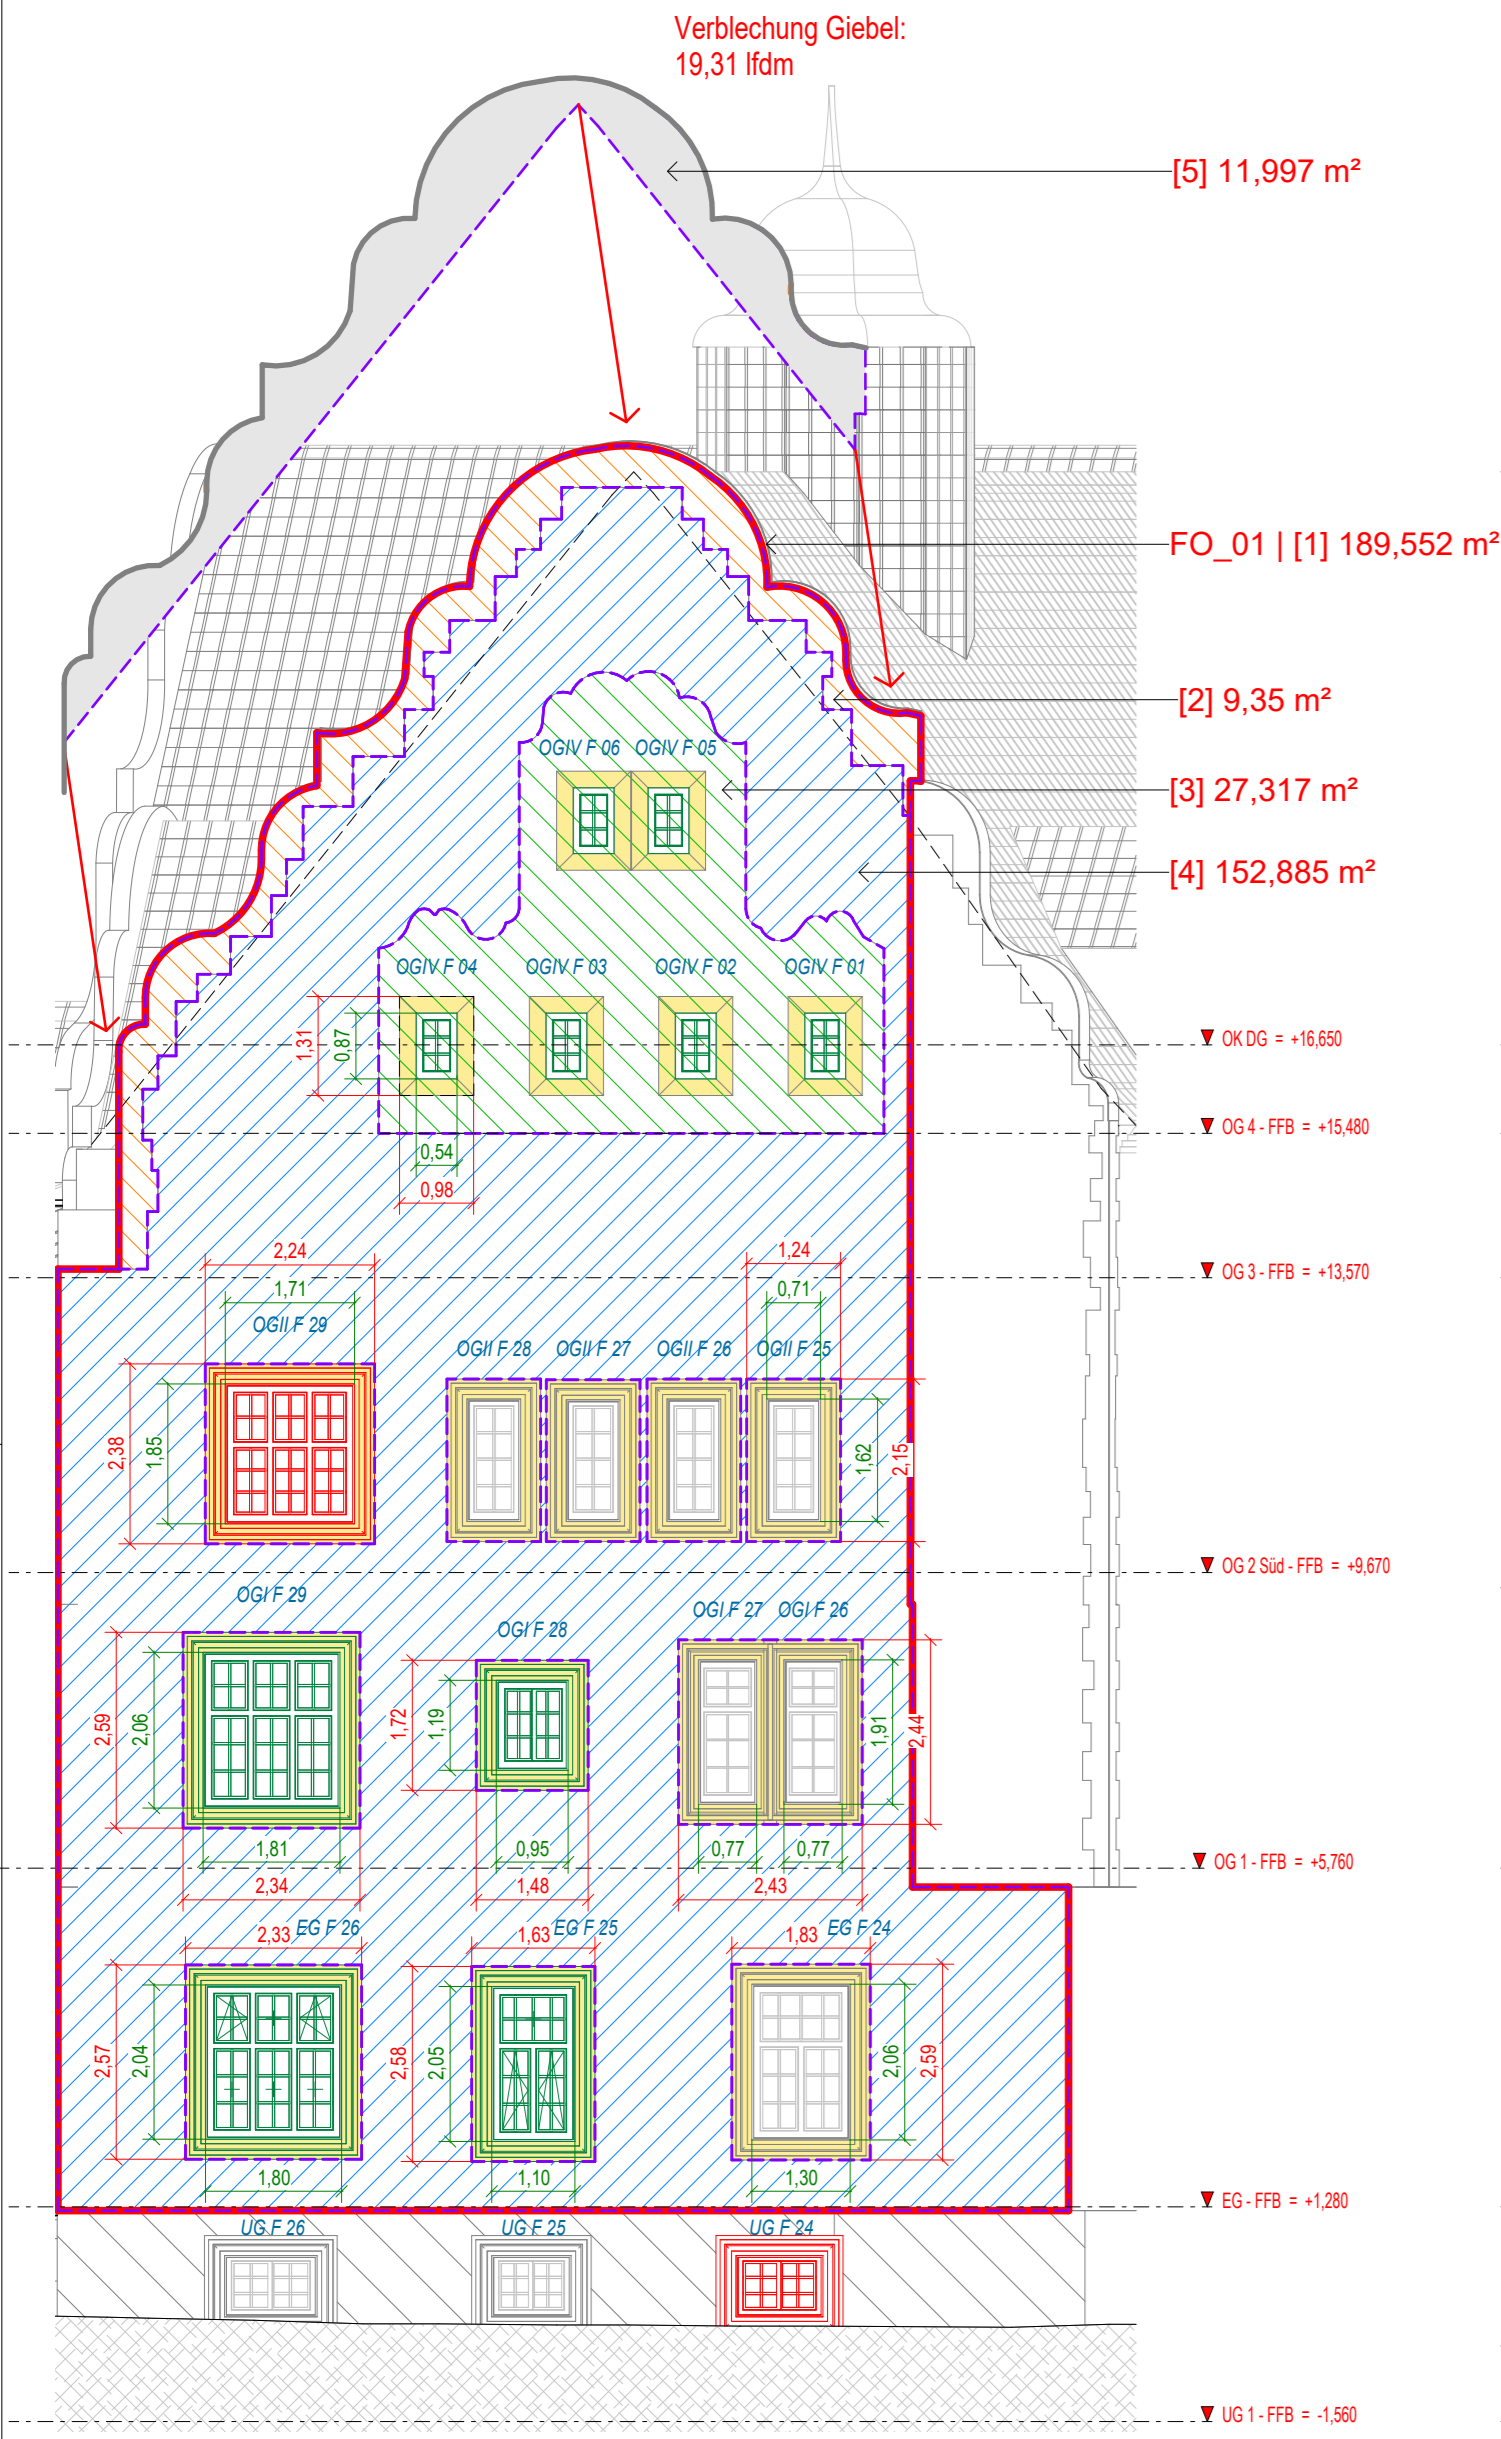 Verblechung Giebel:
19,31 lfdm
[5] 11,997 m²
FO_01 | [1] 189,552 m²
[2] 9,35 m²
OGIV F 06 OGIV F 05
[3] 27,317 m²
[4] 152,885 m²
OGIV F 04 OGIV F 03 OGIV F 02 OGIV F 01
1,31
0,87
OK DG = +16,650
OG 4 - FFB = +15,480
0,54
0,98
2,24
1,24
OG 3 - FFB = +13,570
1,71
0,71
OGII F 29
OGII F 28 OGII F 27 OGII F 26 OGII F 25
2,38
1,85
1,62
2,15
OG 2 Süd - FFB = +9,670
OGI F 29
OGI F 28
OGI F 27 OGI F 26
2,59
2,06
1,72
1,19
1,91
2,44
1,81
0,95
0,77
0,77
OG 1 - FFB = +5,760
2,34
1,48
2,43
2,33 EG F 26
1,63 EG F 25
1,83 EG F 24
2,57
2,04
2,58
2,05
2,06
2,59
1,80
1,10
1,30
EG - FFB = +1,280
UG F 26 UG F 25 UG F 24
UG 1 - FFB = -1,560